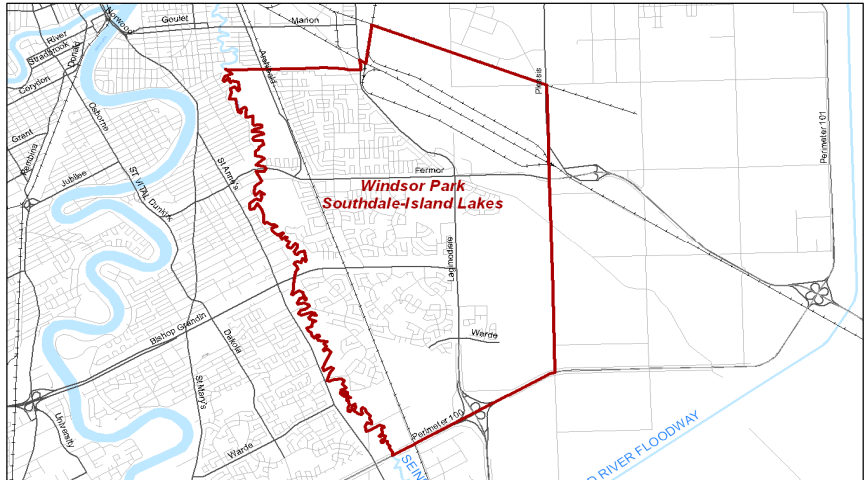 Norwood
Goulet
Marion
River
Stradbrook
Donald
Corydon
Archibald
Plessis
Perimeter 101
Osborne
Grant
Pembina
Jubilee
ST VITAL Dunkirk
St Anne's
Fermor
Windsor Park
Southdale-Island Lakes
Lagimodiere
Bishop Grandin
Dakota
Warde
St Mary's
University
Warde
Perimeter 100
SEINE
D RIVER FLOODWAY